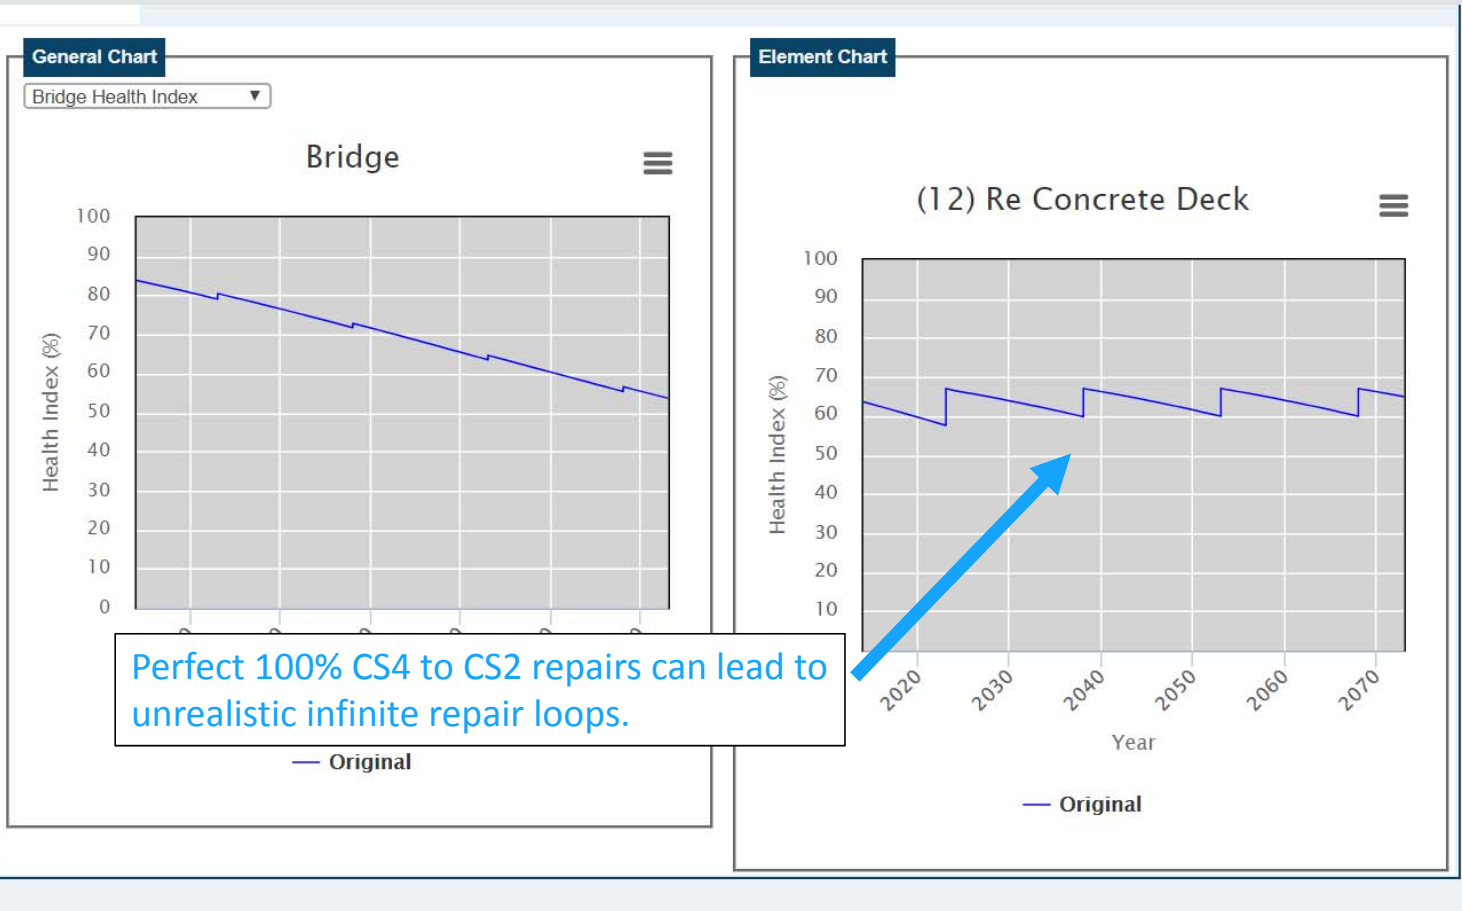 General Chart
Bridge Health Index
Bridge
Health Index (%)
100
90
80
70
60
50
40
30
20
10
0
Original
Element Chart
(12) Re Concrete Deck
Health Index (%)
100
90
80
70
60
50
40
30
20
10
2020
2030
2040
2050
2060
2070
Year
Original
Perfect 100% CS4 to CS2 repairs can lead to
unrealistic infinite repair loops.